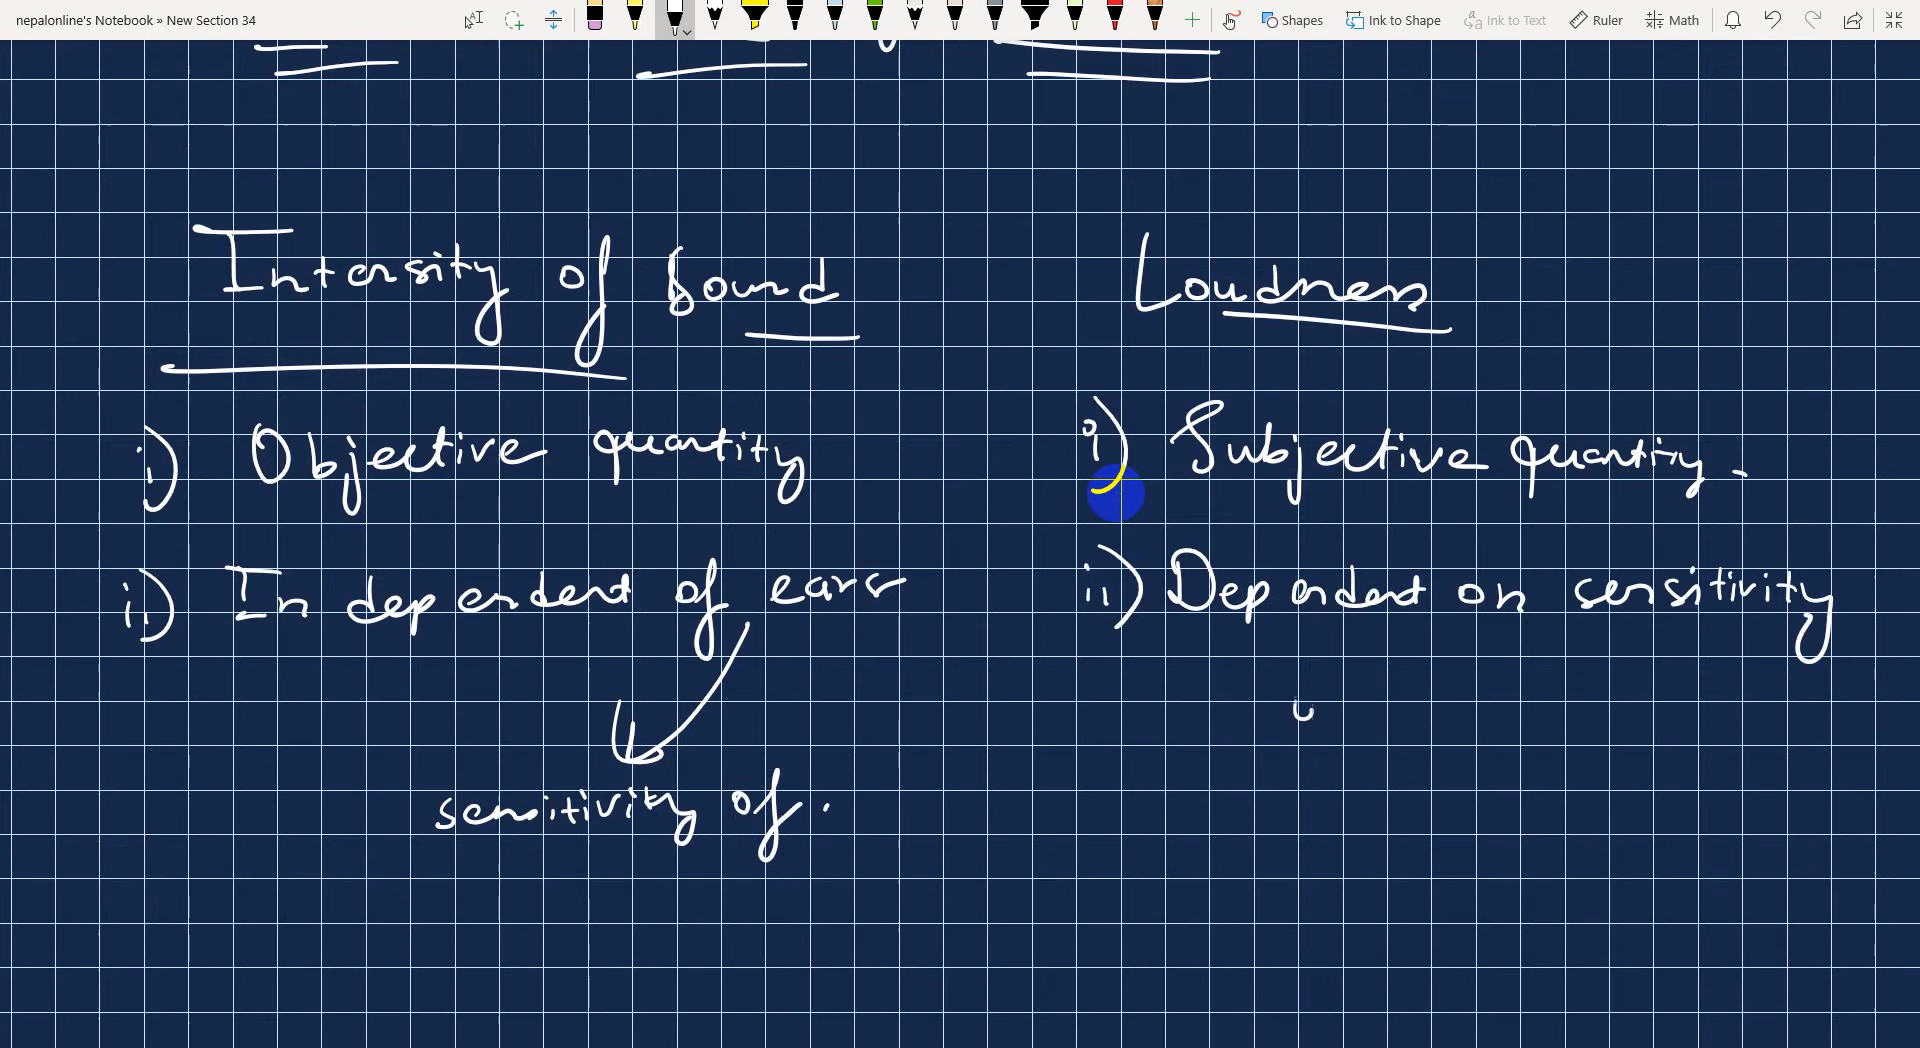 nepalonline's Notebook » New Section 34
Shapes
Ink to Shape
Ink to Text
Ruler
Math
Intensity of Sound
Loudness
i) Objective quantity
i) Subjective quantity.
ii) Independent of ears
ii) Dependent on sensitivity
sensitivity of.